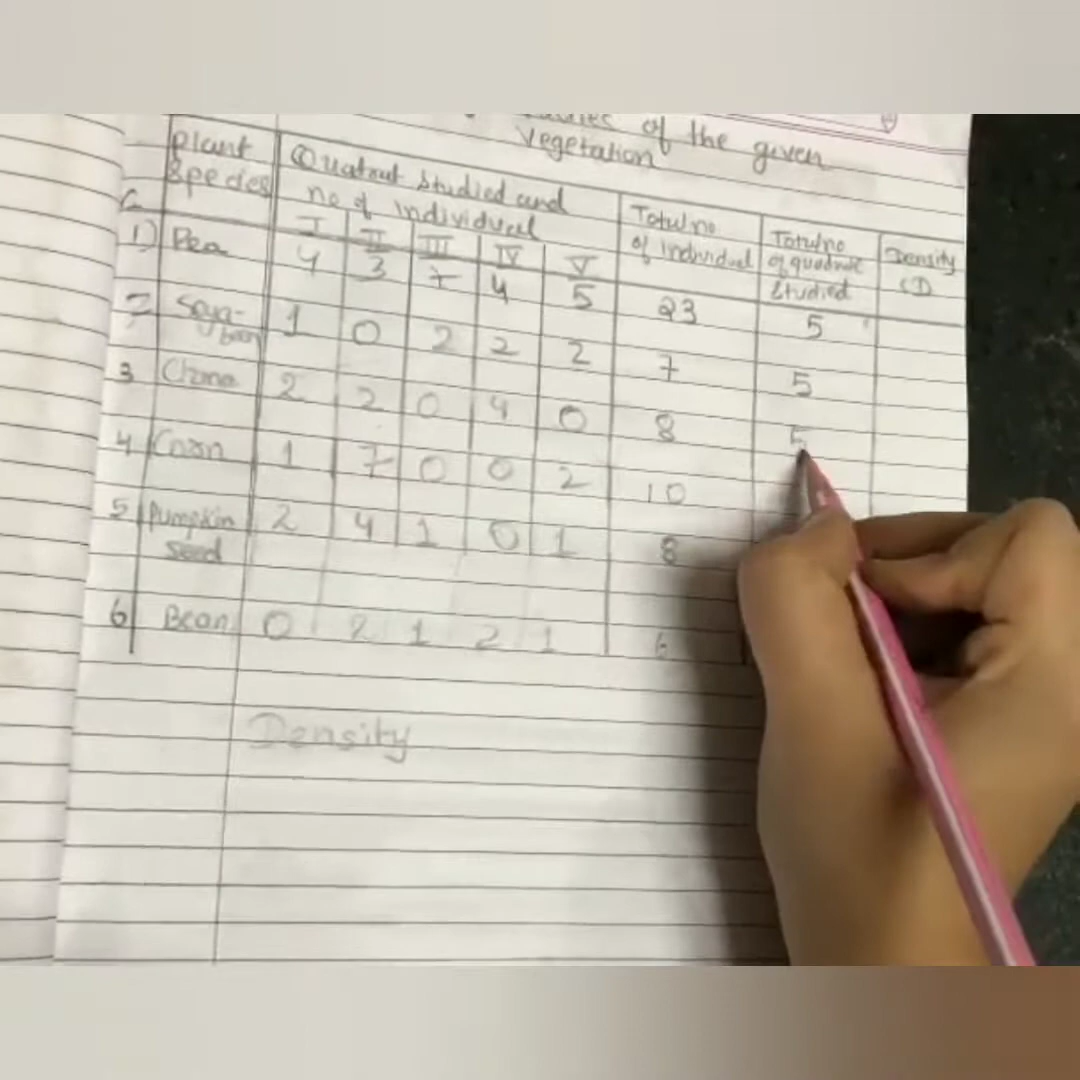 of the given
vegetation
Plant Species
Quatrat studied and no of individual
Total no of individual
Total no of quadrat studied
Density (D)
I II III IV V
1) Pea 4 3 7 4 5 23 5
2 Soya-bean 1 0 2 2 2 7 5
3 Chana 2 2 0 4 0 8 5
4 Corn 1 7 0 0 2 10
5 Pumpkin seed 2 4 1 0 1 8
6 Bean 0 2 1 2 1 6
Density